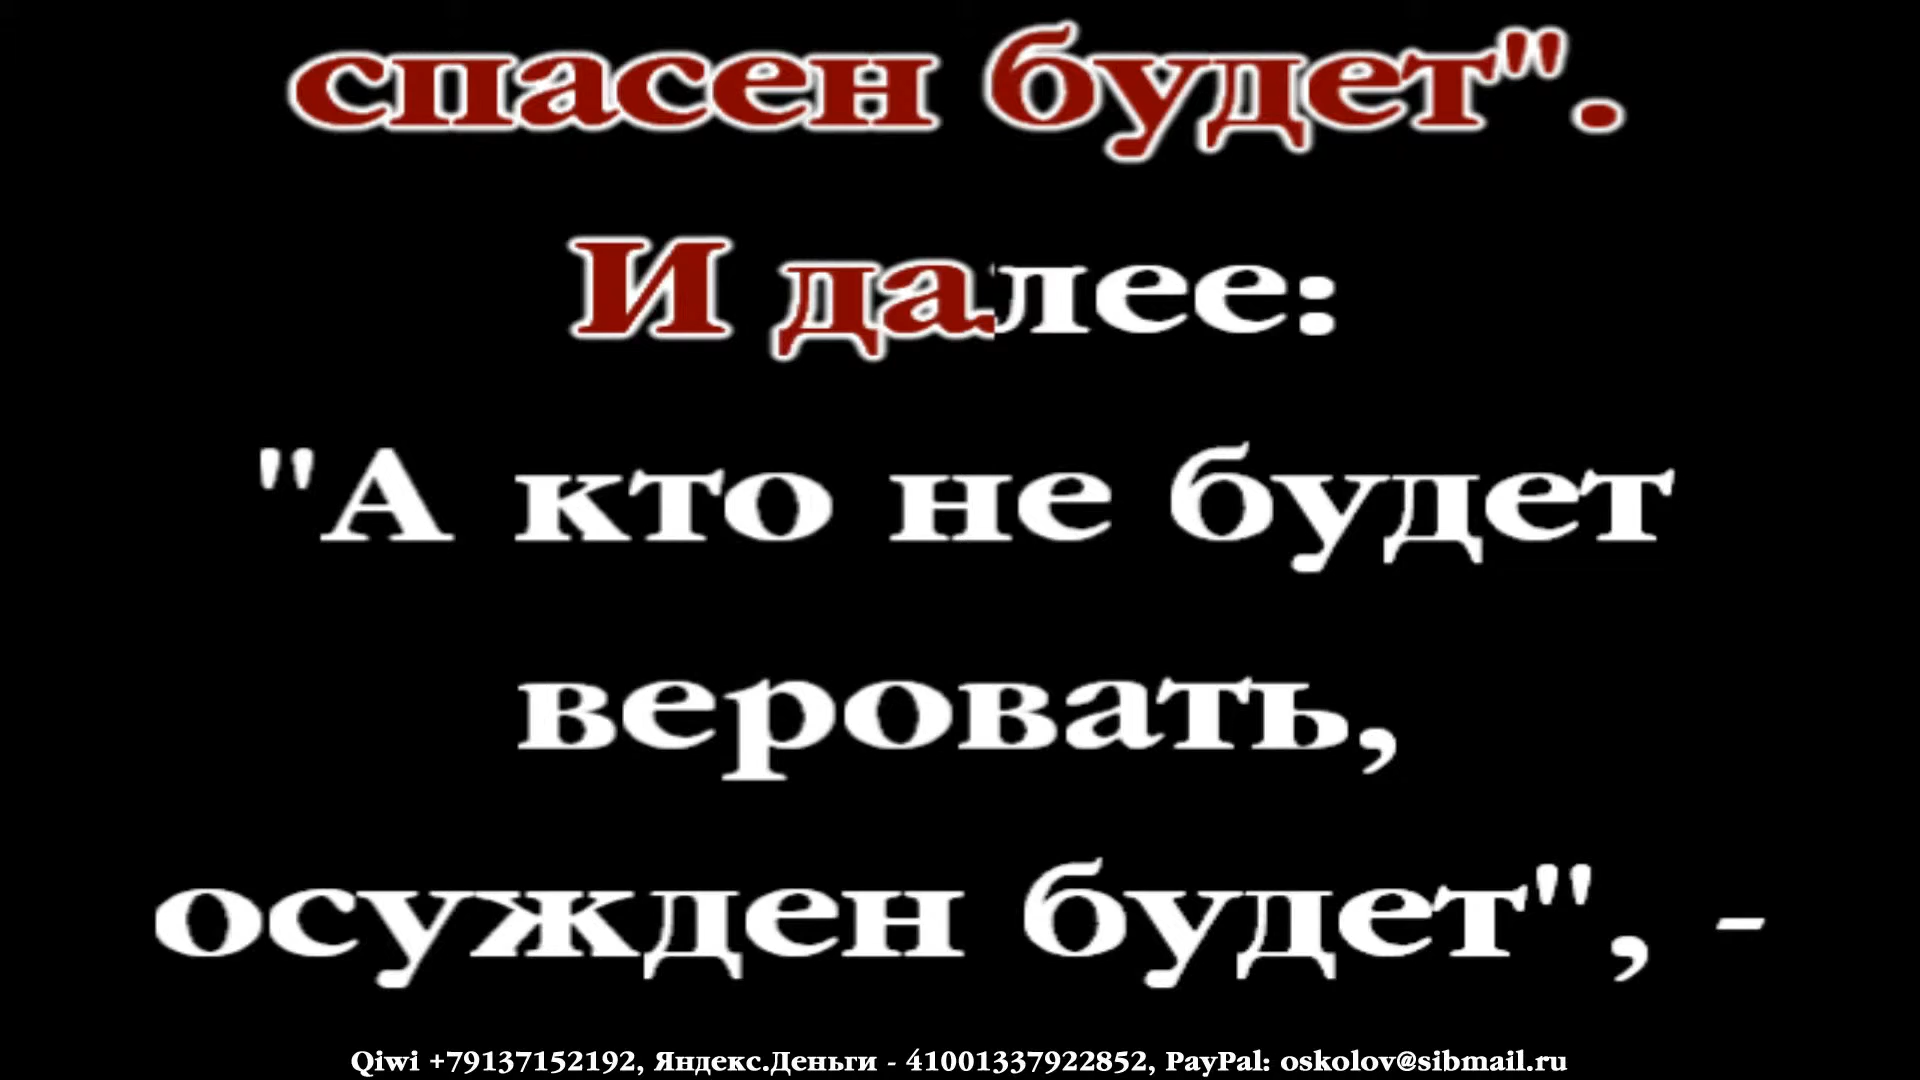 спасен будет".
И далее:
"А кто не будет
веровать,
осужден будет", -
Qiwi +79137152192, Яндекс.Деньги - 41001337922852, PayPal: oskolov@sibmail.ru